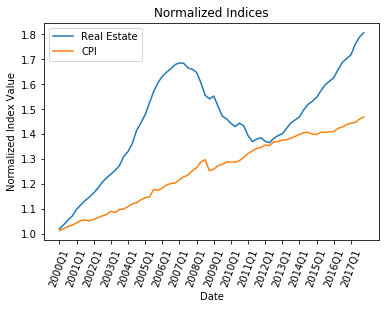 Normalized Indices
Real Estate
CPI
Normalized Index Value
1.8
1.7
1.6
1.5
1.4
1.3
1.2
1.1
1.0
2000Q1
2001Q1
2002Q1
2003Q1
2004Q1
2005Q1
2006Q1
2007Q1
2008Q1
2009Q1
2010Q1
2011Q1
2012Q1
2013Q1
2014Q1
2015Q1
2016Q1
2017Q1
Date